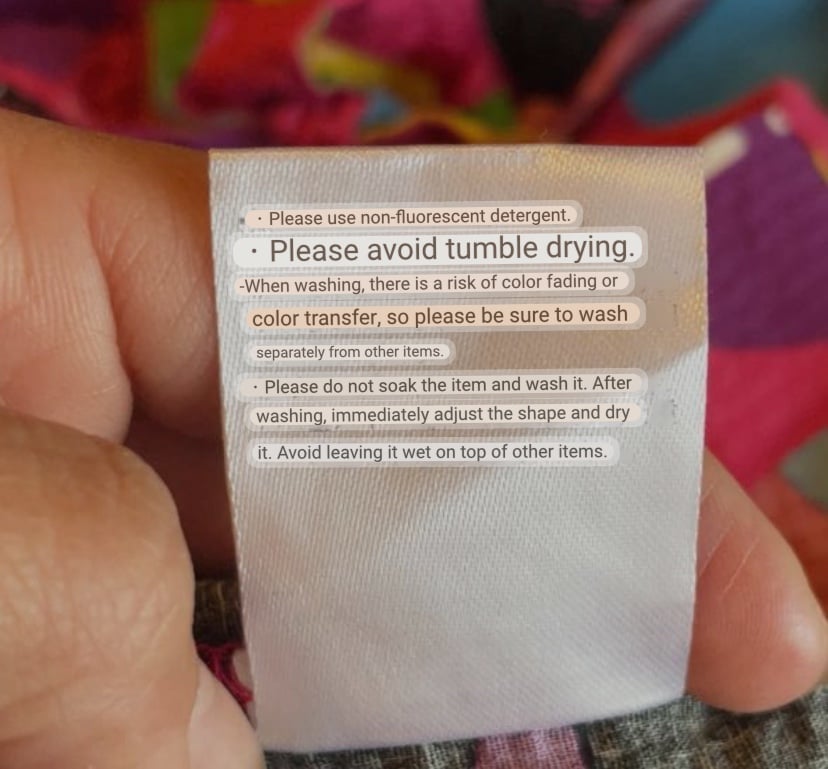 · Please use non-fluorescent detergent.
· Please avoid tumble drying.
-When washing, there is a risk of color fading or
color transfer, so please be sure to wash
separately from other items.
· Please do not soak the item and wash it. After
washing, immediately adjust the shape and dry
it. Avoid leaving it wet on top of other items.